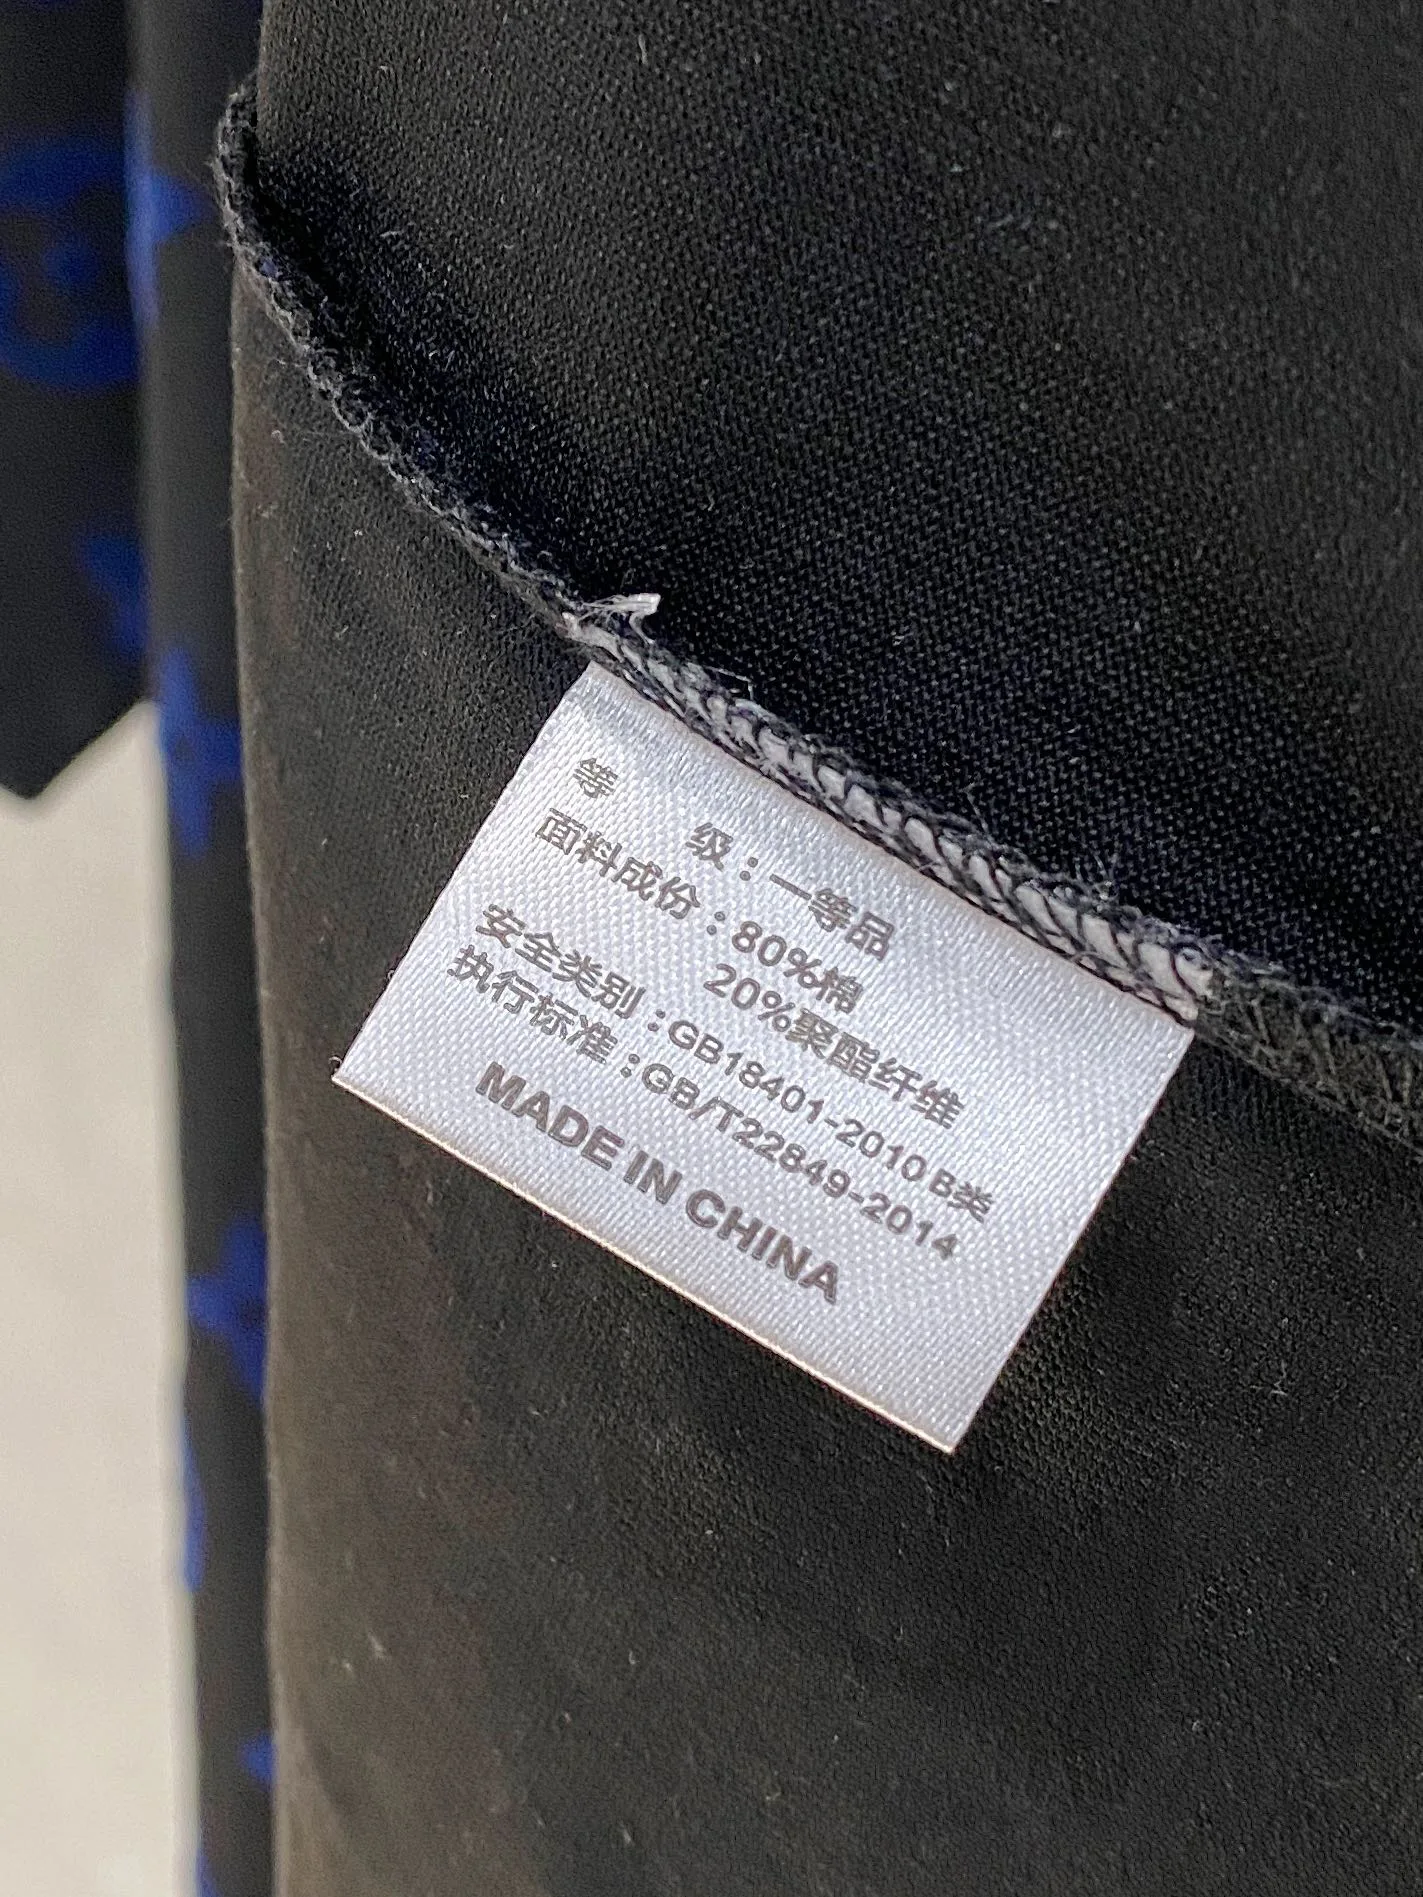 等 级：一等品
面料成份：80%棉
20%聚酯纤维
安全类别：GB18401-2010 B类
执行标准：GB/T22849-2014
MADE IN CHINA